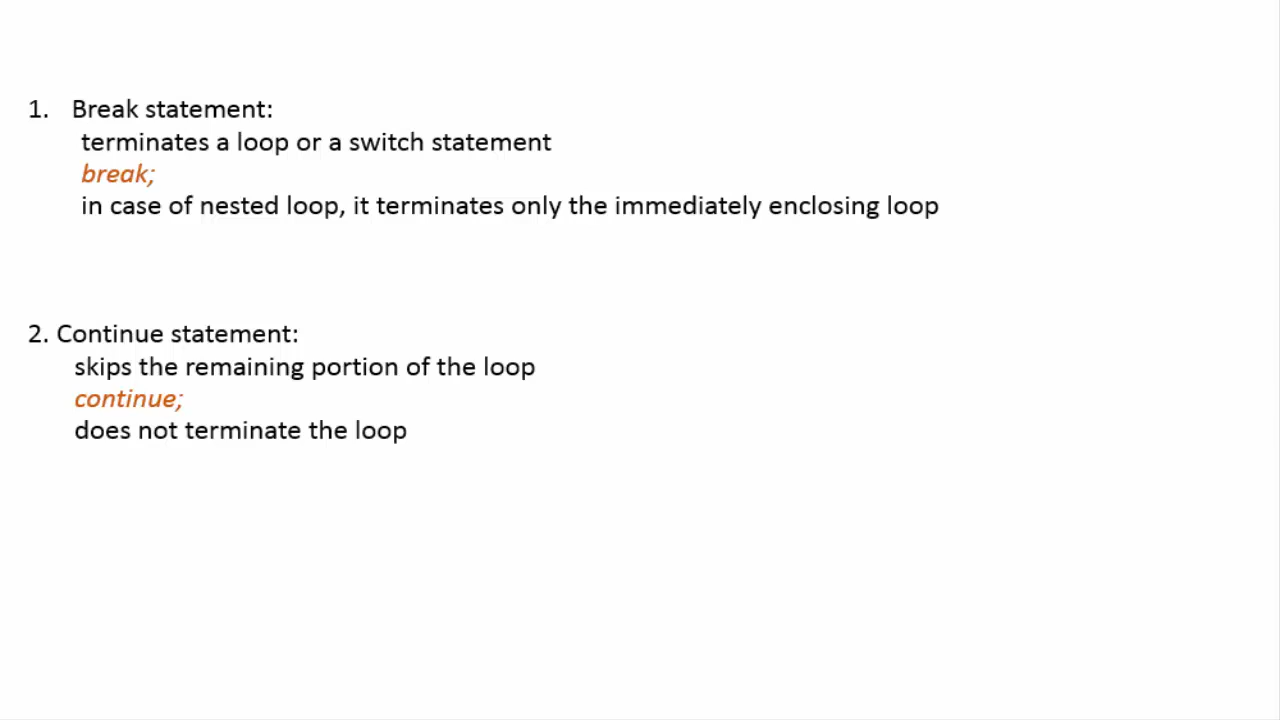 1. Break statement:
terminates a loop or a switch statement
break;
in case of nested loop, it terminates only the immediately enclosing loop
2. Continue statement:
skips the remaining portion of the loop
continue;
does not terminate the loop